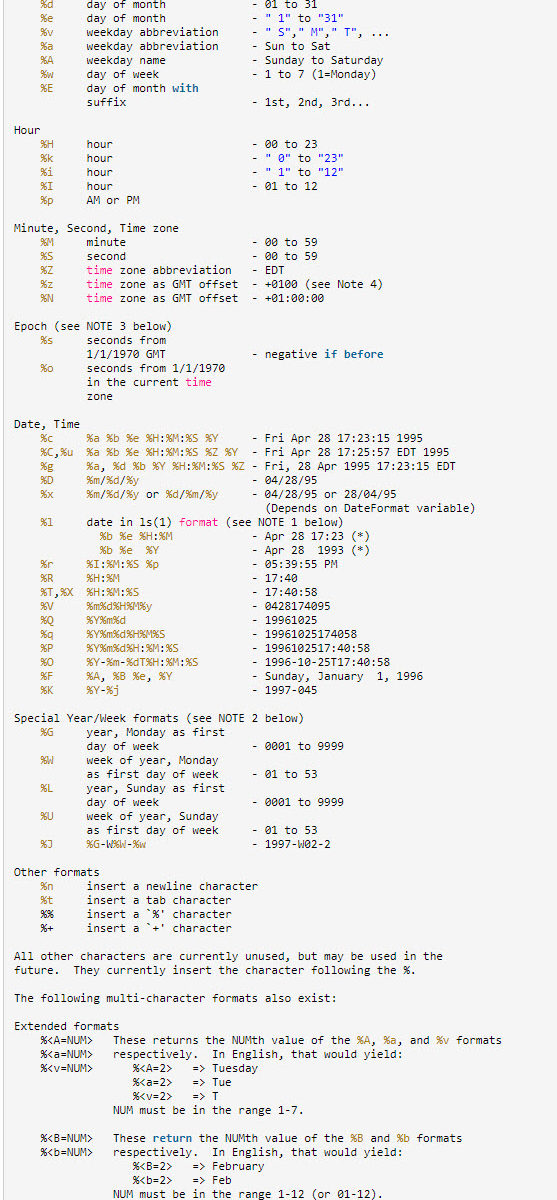 %d     day of month             - 01 to 31
%e     day of month             - " 1" to "31"
%v     weekday abbreviation     - " S"," M"," T", ...
%a     weekday abbreviation     - Sun to Sat
%A     weekday name             - Sunday to Saturday
%w     day of week              - 1 to 7 (1=Monday)
%E     day of month with
suffix                   - 1st, 2nd, 3rd...
Hour
%H     hour                     - 00 to 23
%k     hour                     - " 0" to "23"
%i     hour                     - " 1" to "12"
%I     hour                     - 01 to 12
%p     AM or PM
Minute, Second, Time zone
%M     minute                   - 00 to 59
%S     second                   - 00 to 59
%Z     time zone abbreviation   - EDT
%z     time zone as GMT offset  - +0100 (see Note 4)
%N     time zone as GMT offset  - +01:00:00
Epoch (see NOTE 3 below)
%s     seconds from
1/1/1970 GMT             - negative if before
%o     seconds from 1/1/1970
in the current time
zone
Date, Time
%c     %a %b %e %H:%M:%S %Y     - Fri Apr 28 17:23:15 1995
%C,%u  %a %b %e %H:%M:%S %Z %Y  - Fri Apr 28 17:25:57 EDT 1995
%g     %a, %d %b %Y %H:%M:%S %Z - Fri, 28 Apr 1995 17:23:15 EDT
%D     %m/%d/%y                 - 04/28/95
%x     %m/%d/%y or %d/%m/%y     - 04/28/95 or 28/04/95
(Depends on DateFormat variable)
%l     date in ls(1) format (see NOTE 1 below)
%b %e %H:%M            - Apr 28 17:23 (*)
%b %e  %Y              - Apr 28  1993 (*)
%r     %I:%M:%S %p              - 05:39:55 PM
%R     %H:%M                    - 17:40
%T,%X  %H:%M:%S                 - 17:40:58
%V     %m%d%H%M%y               - 0428174095
%Q     %Y%m%d                   - 19961025
%q     %Y%m%d%H%M%S             - 19961025174058
%P     %Y%m%d%H:%M:%S           - 1996102517:40:58
%O     %Y-%m-%dT%H:%M:%S        - 1996-10-25T17:40:58
%F     %A, %B %e, %Y            - Sunday, January  1, 1996
%K     %Y-%j                    - 1997-045
Special Year/Week formats (see NOTE 2 below)
%G     year, Monday as first
day of week              - 0001 to 9999
%W     week of year, Monday
as first day of week     - 01 to 53
%L     year, Sunday as first
day of week              - 0001 to 9999
%U     week of year, Sunday
as first day of week     - 01 to 53
%J     %G-W%W-%w                - 1997-W02-2
Other formats
%n     insert a newline character
%t     insert a tab character
%%     insert a `%' character
%+     insert a `+' character
All other characters are currently unused, but may be used in the
future.  They currently insert the character following the %.
The following multi-character formats also exist:
Extended formats
%<A=NUM>   These returns the NUMth value of the %A, %a, and %v formats
%<a=NUM>   respectively.  In English, that would yield:
%<v=NUM>      %<A=2>   => Tuesday
%<a=2>   => Tue
%<v=2>   => T
NUM must be in the range 1-7.
%<B=NUM>   These return the NUMth value of the %B and %b formats
%<b=NUM>   respectively.  In English, that would yield:
%<B=2>   => February
%<b=2>   => Feb
NUM must be in the range 1-12 (or 01-12).